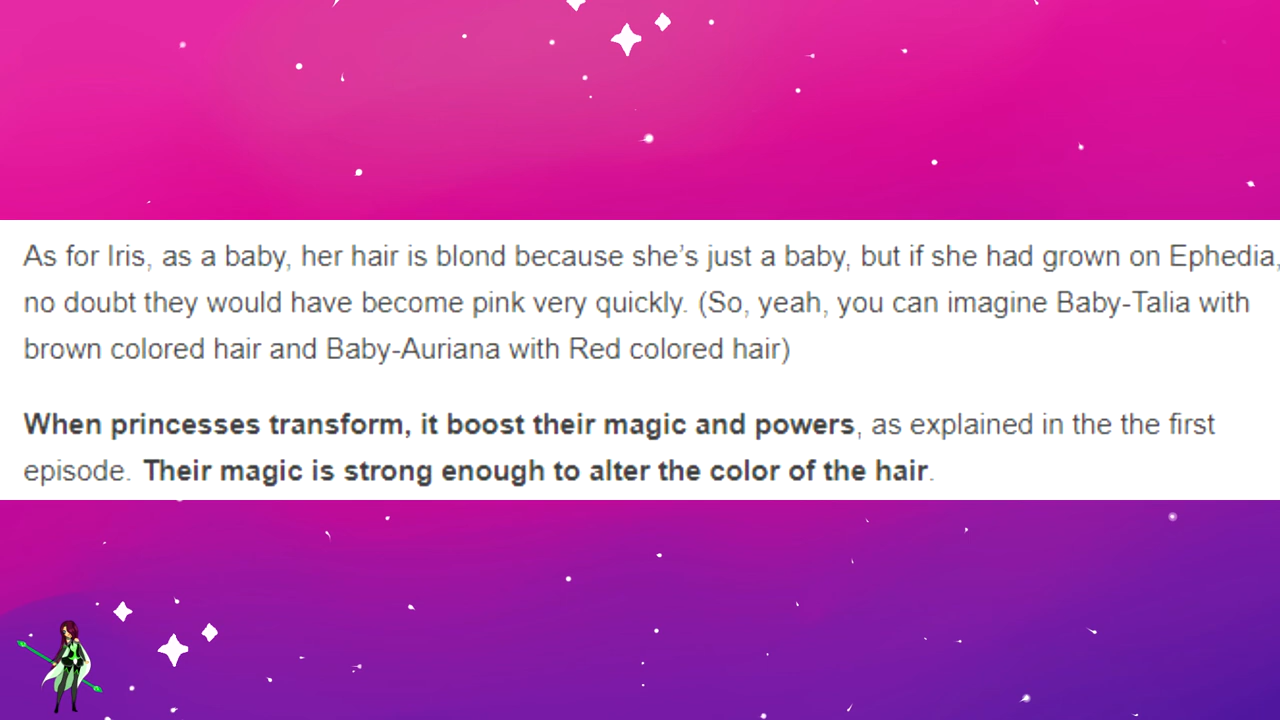 As for Iris, as a baby, her hair is blond because she’s just a baby, but if she had grown on Ephedia,
no doubt they would have become pink very quickly. (So, yeah, you can imagine Baby-Talia with
brown colored hair and Baby-Auriana with Red colored hair)
When princesses transform, it boost their magic and powers, as explained in the the first
episode. Their magic is strong enough to alter the color of the hair.